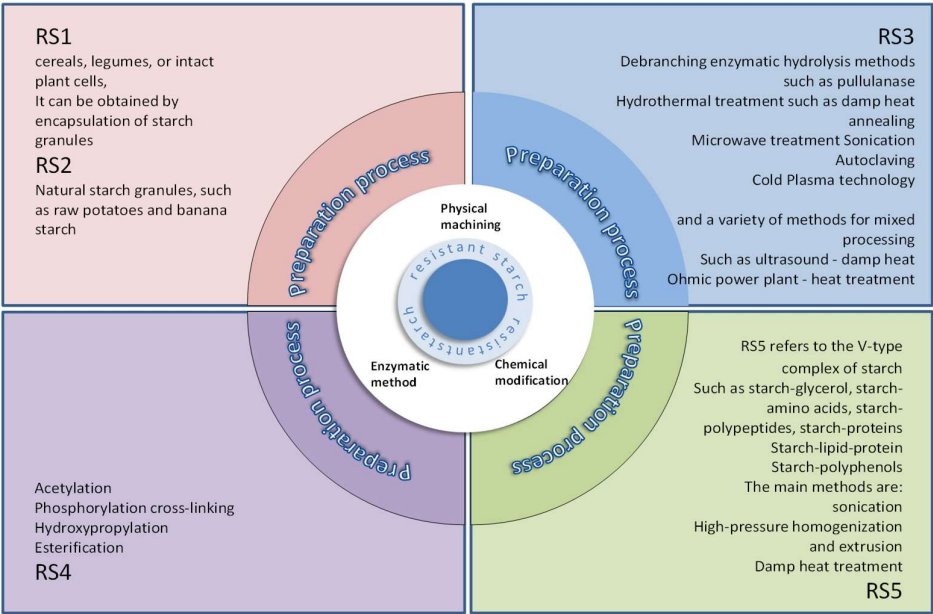 RS1
cereals, legumes, or intact
plant cells,
It can be obtained by
encapsulation of starch
granules
RS2
Natural starch granules, such
as raw potatoes and banana
starch
RS3
Debranching enzymatic hydrolysis methods
such as pullulanase
Hydrothermal treatment such as damp heat
annealing
Microwave treatment Sonication
Autoclaving
Cold Plasma technology
and a variety of methods for mixed
processing
Such as ultrasound - damp heat
Ohmic power plant - heat treatment
Preparation process
Preparation process
Physical
machining
resistant starch
resistantstarch
Enzymatic
method
Chemical
modification
Preparation process
Preparation process
Acetylation
Phosphorylation cross-linking
Hydroxypropylation
Esterification
RS4
RS5 refers to the V-type
complex of starch
Such as starch-glycerol, starch-
amino acids, starch-
polypeptides, starch-proteins
Starch-lipid-protein
Starch-polyphenols
The main methods are:
sonication
High-pressure homogenization
and extrusion
Damp heat treatment
RS5